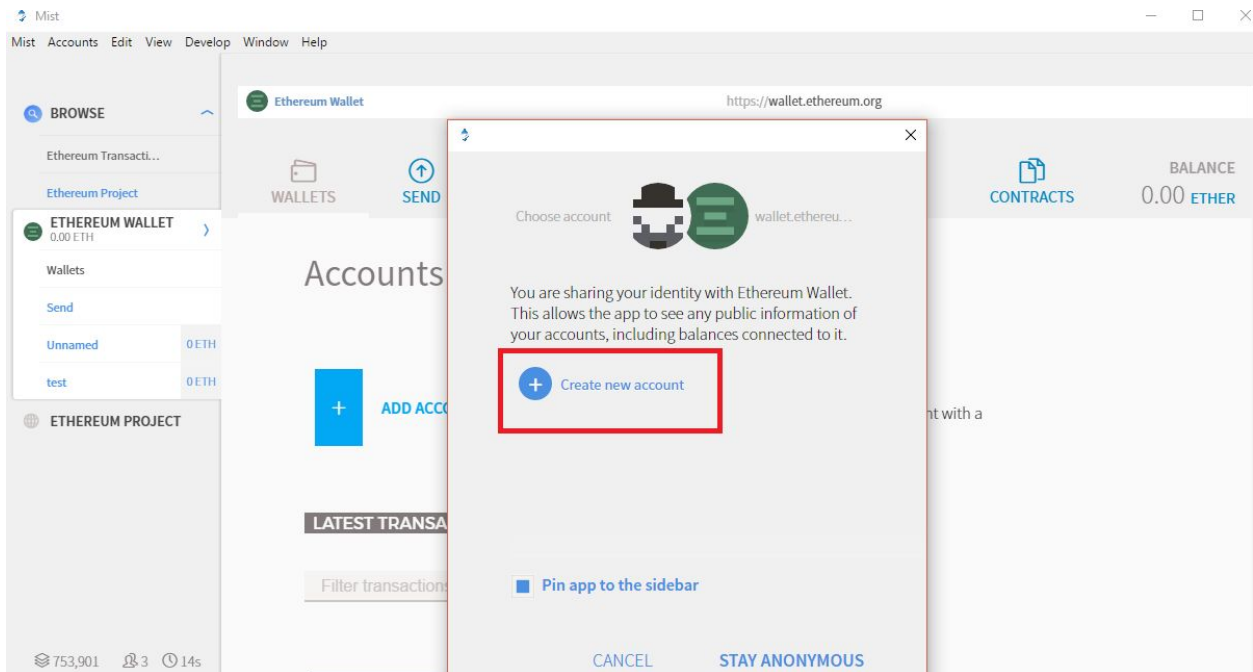 Mist
Mist Accounts Edit View Develop Window Help
BROWSE
Ethereum Transacti...
Ethereum Project
ETHEREUM WALLET
0.00 ETH
Wallets
Send
Unnamed 0 ETH
test 0 ETH
ETHEREUM PROJECT
753,901 3 14s
Ethereum Wallet https://wallet.ethereum.org
WALLETS
SEND
CONTRACTS
BALANCE
0.00 ETHER
Accounts
ADD ACCO
nt with a
LATEST TRANSA
Filter transactions
Choose account
wallet.ethereu...
You are sharing your identity with Ethereum Wallet.
This allows the app to see any public information of
your accounts, including balances connected to it.
Create new account
Pin app to the sidebar
CANCEL STAY ANONYMOUS